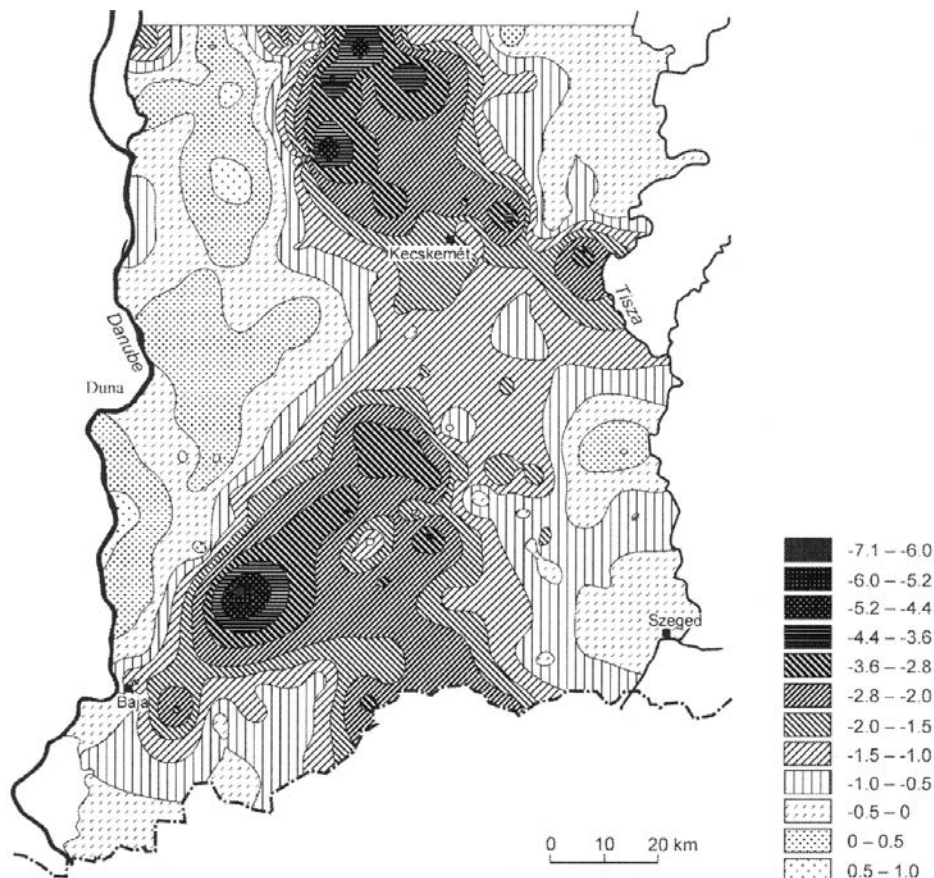 Kecskemét
Tisza
Danube
Duna
Szeged
Baja
-7.1 – -6.0
-6.0 – -5.2
-5.2 – -4.4
-4.4 – -3.6
-3.6 – -2.8
-2.8 – -2.0
-2.0 – -1.5
-1.5 – -1.0
-1.0 – -0.5
-0.5 – 0
0 – 0.5
0.5 – 1.0
0 10 20 km